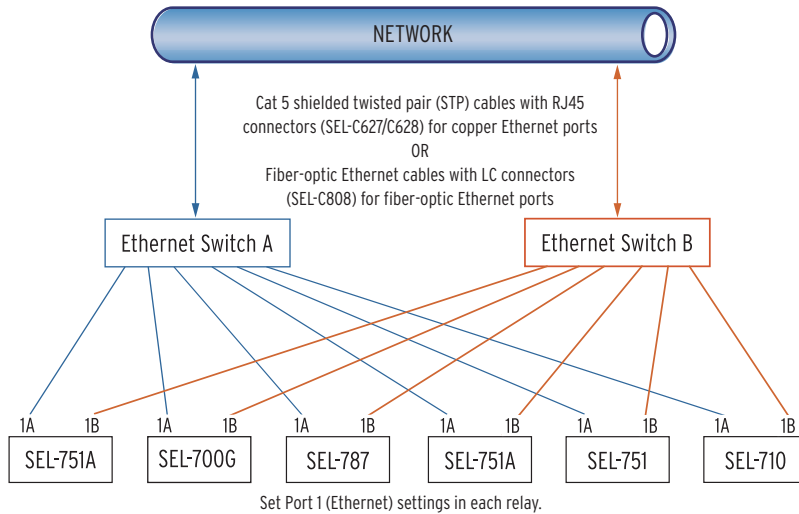 NETWORK
Cat 5 shielded twisted pair (STP) cables with RJ45
connectors (SEL-C627/C628) for copper Ethernet ports
OR
Fiber-optic Ethernet cables with LC connectors
(SEL-C808) for fiber-optic Ethernet ports
Ethernet Switch A
Ethernet Switch B
1A 1B 1A 1B 1A 1B 1A 1B 1A 1B 1A 1B
SEL-751A SEL-700G SEL-787 SEL-751A SEL-751 SEL-710
Set Port 1 (Ethernet) settings in each relay.